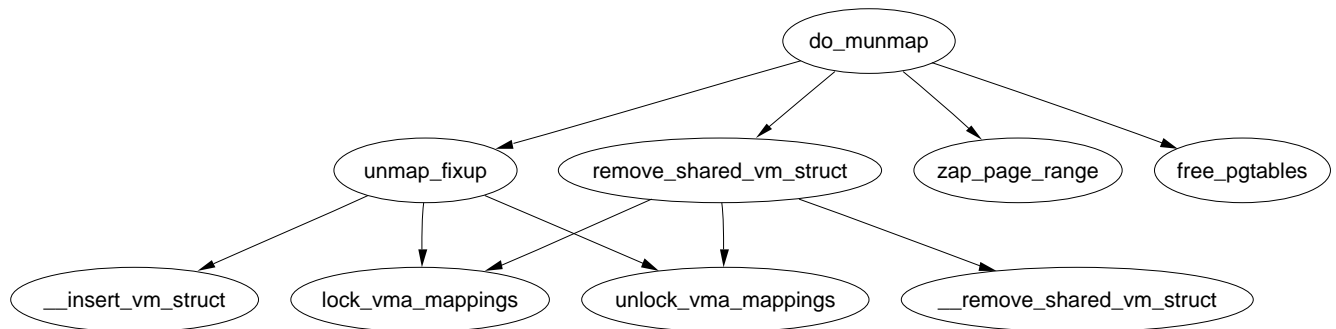 do_munmap
unmap_fixup remove_shared_vm_struct zap_page_range free_pgtables
__insert_vm_struct lock_vma_mappings unlock_vma_mappings __remove_shared_vm_struct